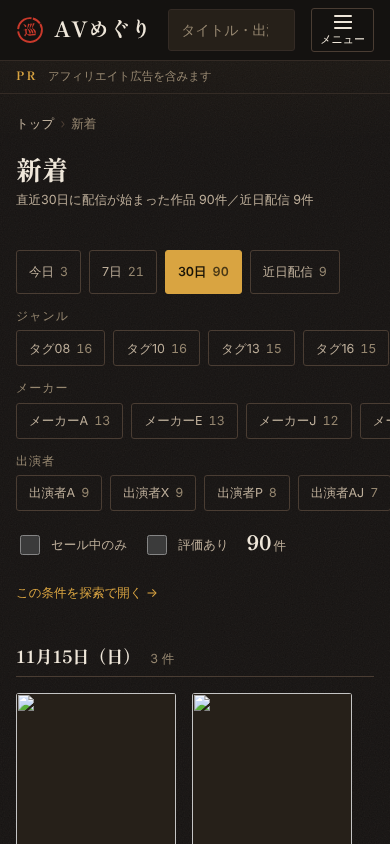 巡 AVめぐり タイトル・出 メニュー
PR アフィリエイト広告を含みます
トップ › 新着
新着
直近30日に配信が始まった作品 90件／近日配信 9件
今日 3 7日 21 30日 90 近日配信 9
ジャンル
タグ08 16 タグ10 16 タグ13 15 タグ16 15
メーカー
メーカーA 13 メーカーE 13 メーカーJ 12 メー
出演者
出演者A 9 出演者X 9 出演者P 8 出演者AJ 7
セール中のみ 評価あり 90件
この条件を探索で開く →
11月15日（日） 3 件